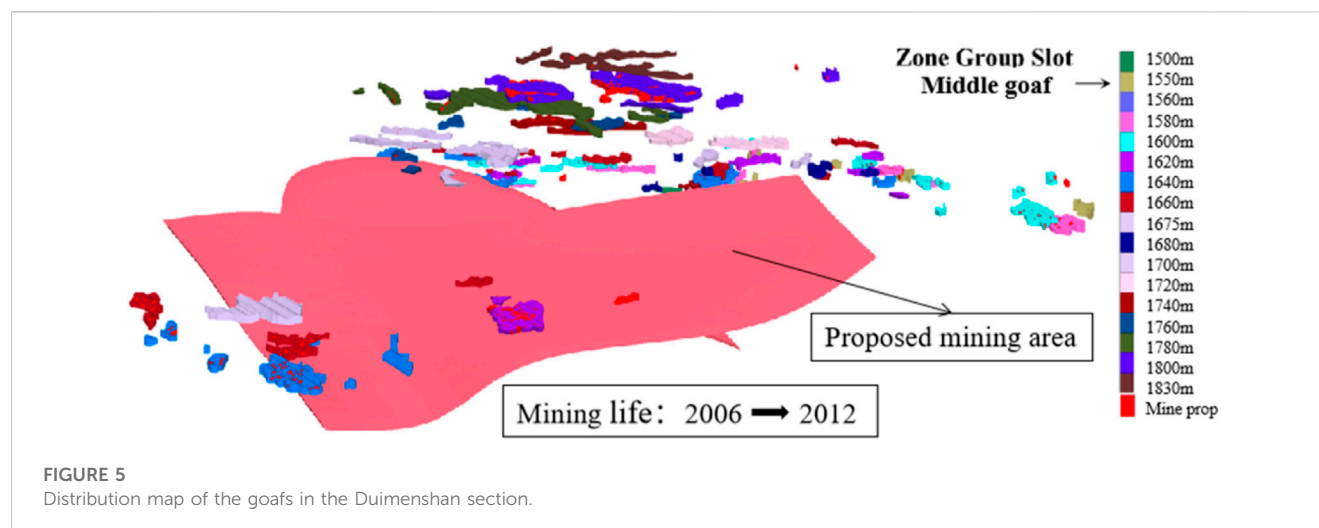 Zone Group Slot
Middle goaf
1500m
1550m
1560m
1580m
1600m
1620m
1640m
1660m
1675m
1680m
1700m
1720m
1740m
1760m
1780m
1800m
1830m
Mine prop
Proposed mining area
Mining life: 2006 ➡ 2012
FIGURE 5
Distribution map of the goafs in the Duimenshan section.